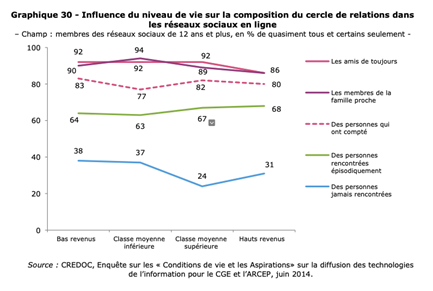 Graphique 30 - Influence du niveau de vie sur la composition du cercle de relations dans
les réseaux sociaux en ligne
– Champ : membres des réseaux sociaux de 12 ans et plus, en % de quasiment tous et certains seulement -
100
80
60
40
20
0
92
90
83
64
38
94
92
77
63
37
92
89
82
67
24
86
80
68
31
Bas revenus
Classe moyenne
inférieure
Classe moyenne
supérieure
Hauts revenus
Les amis de toujours
Les membres de la
famille proche
Des personnes qui
ont compté
Des personnes
rencontrées
épisodiquement
Des personnes
jamais rencontrées
Source : CREDOC, Enquête sur les « Conditions de vie et les Aspirations» sur la diffusion des technologies
de l'information pour le CGE et l'ARCEP, juin 2014.